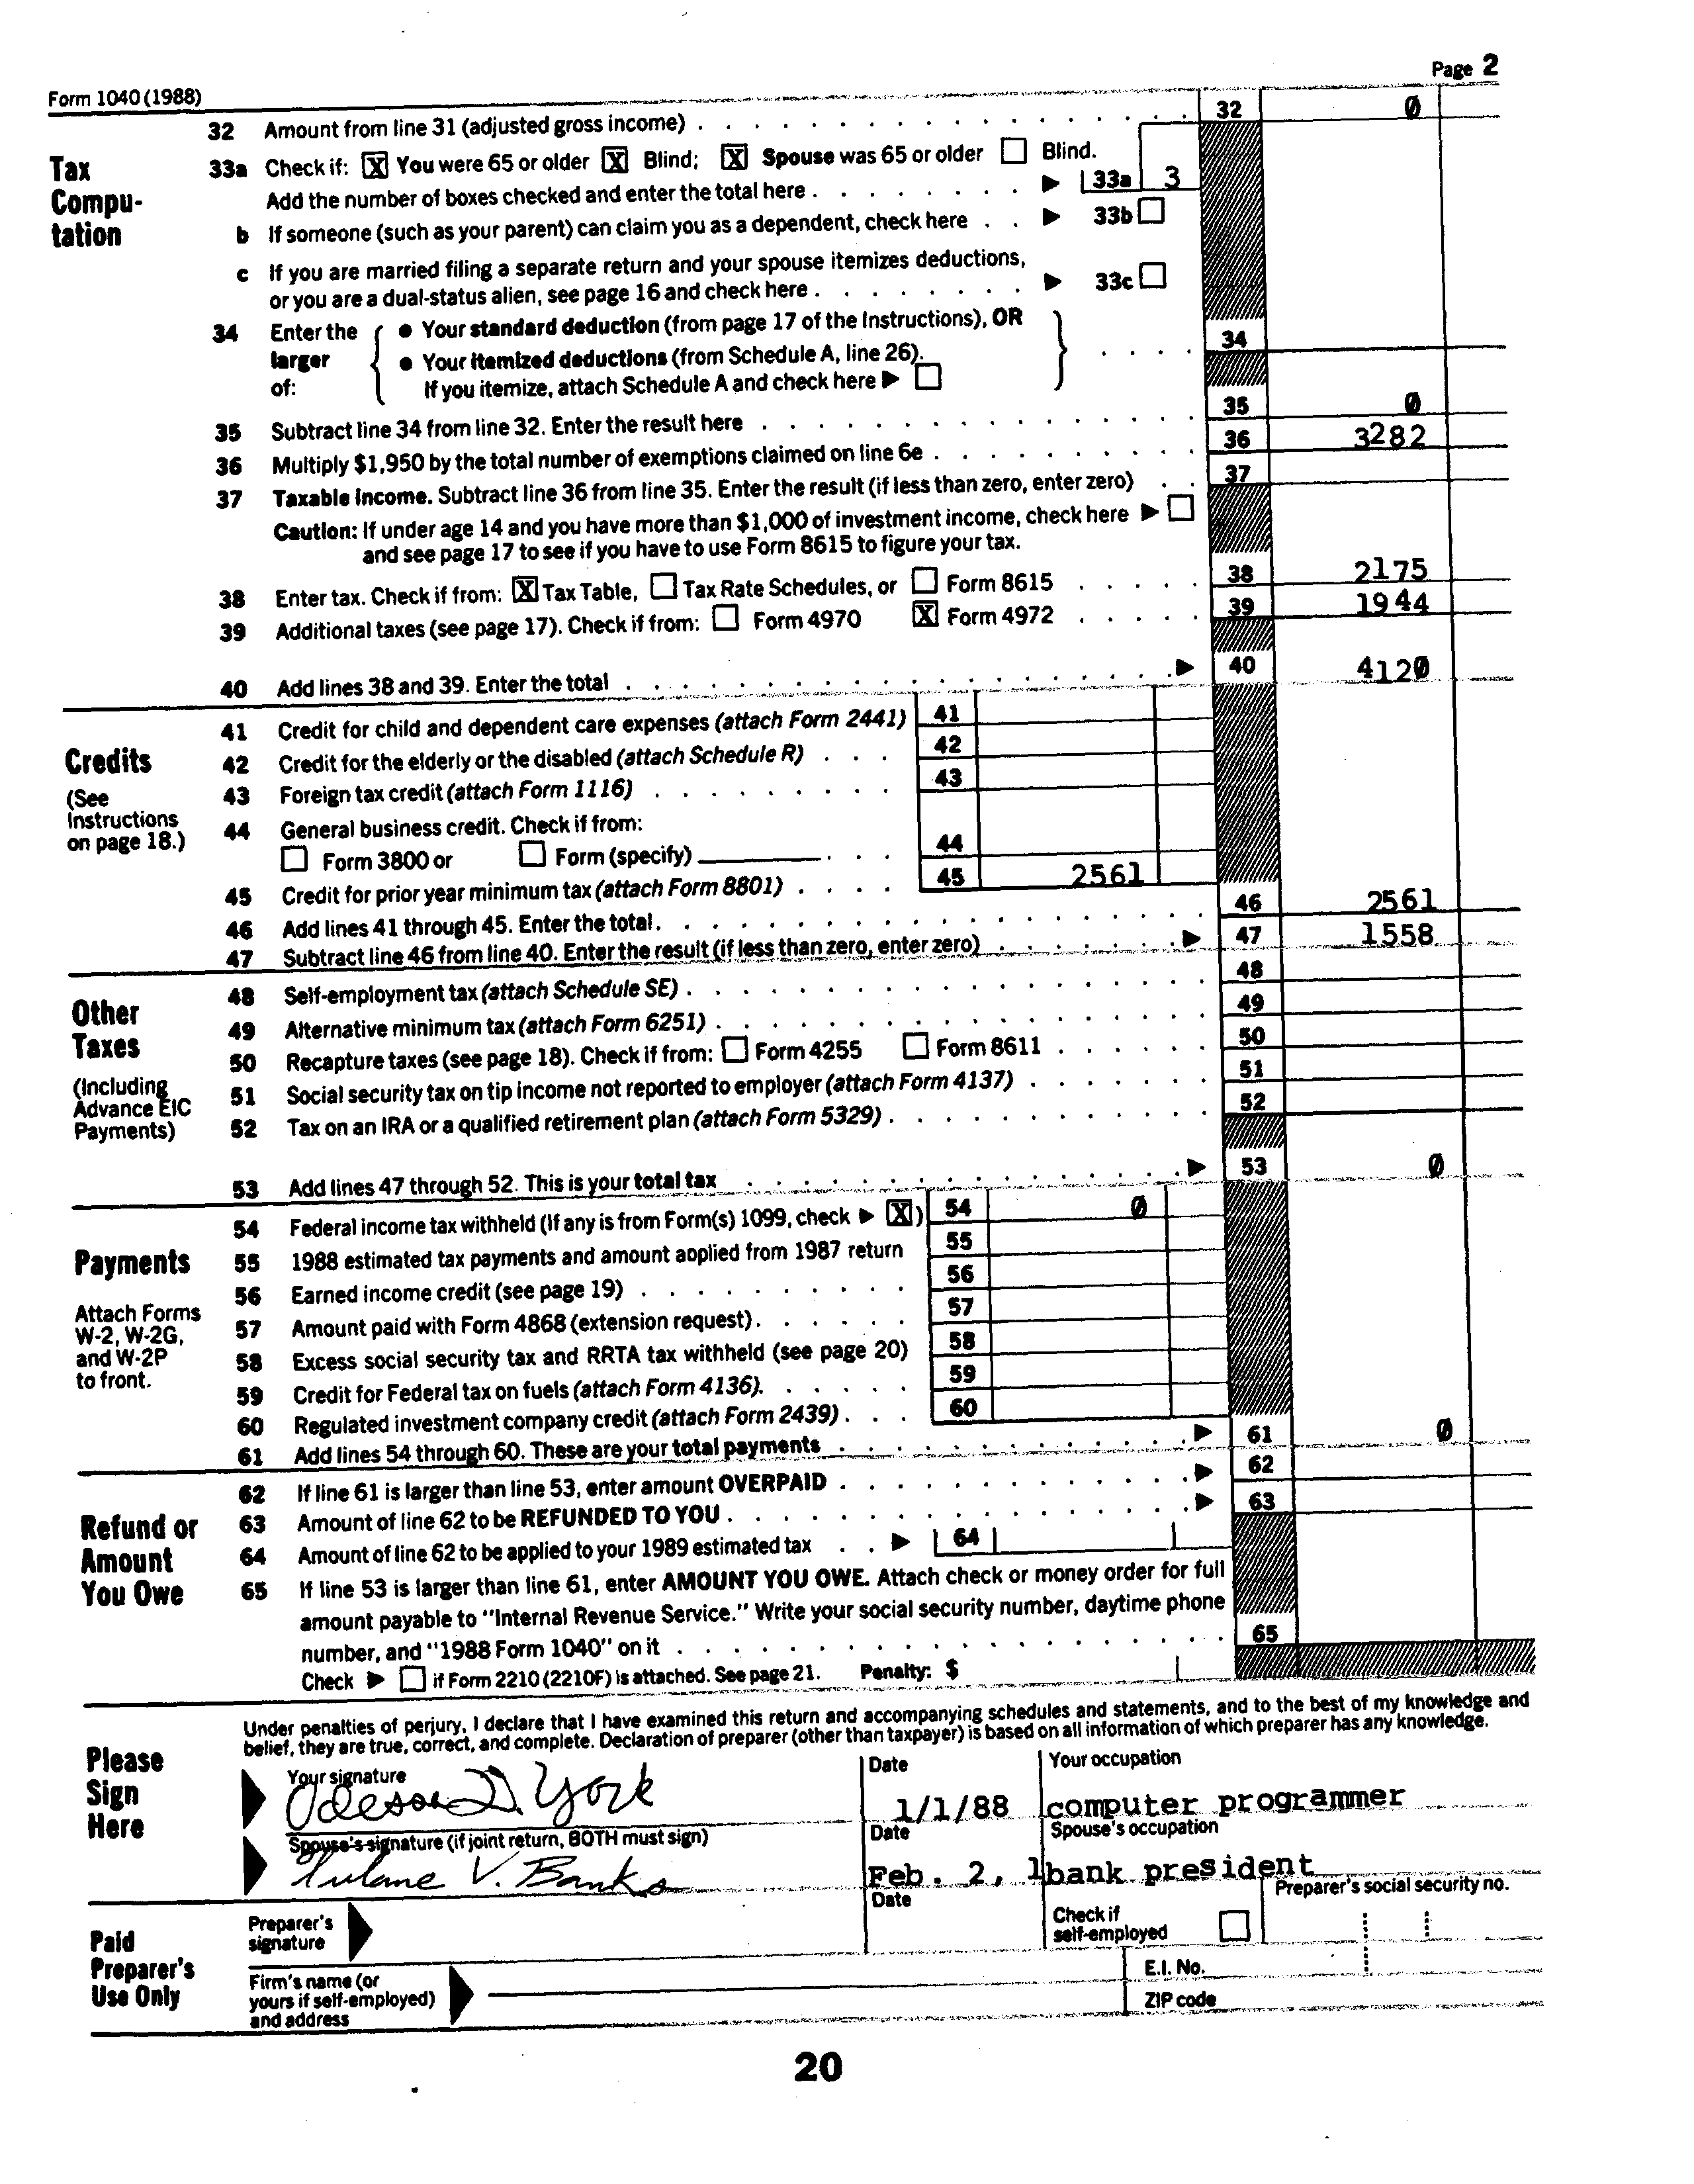 Form 1040 (1988) Page 2
32 Amount from line 31 (adjusted gross income) 32 0
Tax Computation
33a Check if: [X] You were 65 or older [X] Blind; [X] Spouse was 65 or older [ ] Blind.
Add the number of boxes checked and enter the total here 33a 3
b If someone (such as your parent) can claim you as a dependent, check here 33b
c If you are married filing a separate return and your spouse itemizes deductions,
or you are a dual-status alien, see page 16 and check here 33c
34 Enter the larger of: { • Your standard deduction (from page 17 of the Instructions), OR
• Your itemized deductions (from Schedule A, line 26).
If you itemize, attach Schedule A and check here 34
35 Subtract line 34 from line 32. Enter the result here 35 0
36 Multiply $1,950 by the total number of exemptions claimed on line 6e 36 3282
37 Taxable income. Subtract line 36 from line 35. Enter the result (if less than zero, enter zero) 37
Caution: If under age 14 and you have more than $1,000 of investment income, check here
and see page 17 to see if you have to use Form 8615 to figure your tax.
38 Enter tax. Check if from: [X] Tax Table, [ ] Tax Rate Schedules, or [ ] Form 8615 38 2175
39 Additional taxes (see page 17). Check if from: [ ] Form 4970 [X] Form 4972 39 1944
40 Add lines 38 and 39. Enter the total 40 4120
Credits
(See Instructions on page 18.)
41 Credit for child and dependent care expenses (attach Form 2441) 41
42 Credit for the elderly or the disabled (attach Schedule R) 42
43 Foreign tax credit (attach Form 1116) 43
44 General business credit. Check if from:
Form 3800 or Form (specify) 44
45 Credit for prior year minimum tax (attach Form 8801) 45 2561
46 Add lines 41 through 45. Enter the total 46 2561
47 Subtract line 46 from line 40. Enter the result (if less than zero, enter zero) 47 1558
Other Taxes
(Including Advance EIC Payments)
48 Self-employment tax (attach Schedule SE) 48
49 Alternative minimum tax (attach Form 6251) 49
50 Recapture taxes (see page 18). Check if from: [ ] Form 4255 [ ] Form 8611 50
51 Social security tax on tip income not reported to employer (attach Form 4137) 51
52 Tax on an IRA or a qualified retirement plan (attach Form 5329) 52
53 Add lines 47 through 52. This is your total tax 53 0
Payments
Attach Forms W-2, W-2G, and W-2P to front.
54 Federal income tax withheld (If any is from Form(s) 1099, check [X]) 54 0
55 1988 estimated tax payments and amount applied from 1987 return 55
56 Earned income credit (see page 19) 56
57 Amount paid with Form 4868 (extension request) 57
58 Excess social security tax and RRTA tax withheld (see page 20) 58
59 Credit for Federal tax on fuels (attach Form 4136). 59
60 Regulated investment company credit (attach Form 2439) 60
61 Add lines 54 through 60. These are your total payments 61 0
Refund or Amount You Owe
62 If line 61 is larger than line 53, enter amount OVERPAID 62
63 Amount of line 62 to be REFUNDED TO YOU 63
64 Amount of line 62 to be applied to your 1989 estimated tax 64
65 If line 53 is larger than line 61, enter AMOUNT YOU OWE. Attach check or money order for full
amount payable to "Internal Revenue Service." Write your social security number, daytime phone
number, and "1988 Form 1040" on it 65
Check [ ] if Form 2210 (2210F) is attached. See page 21. Penalty: $
Please Sign Here
Under penalties of perjury, I declare that I have examined this return and accompanying schedules and statements, and to the best of my knowledge and
belief, they are true, correct, and complete. Declaration of preparer (other than taxpayer) is based on all information of which preparer has any knowledge.
Your signature Date Your occupation
Odessa D. York 1/1/88 computer programmer
Spouse's signature (if joint return, BOTH must sign) Date Spouse's occupation
Tulane V. Banks Feb. 2, 1 bank president
Paid Preparer's Use Only
Preparer's signature Date Check if self-employed Preparer's social security no.
Firm's name (or yours if self-employed) and address E.I. No.
ZIP code
20